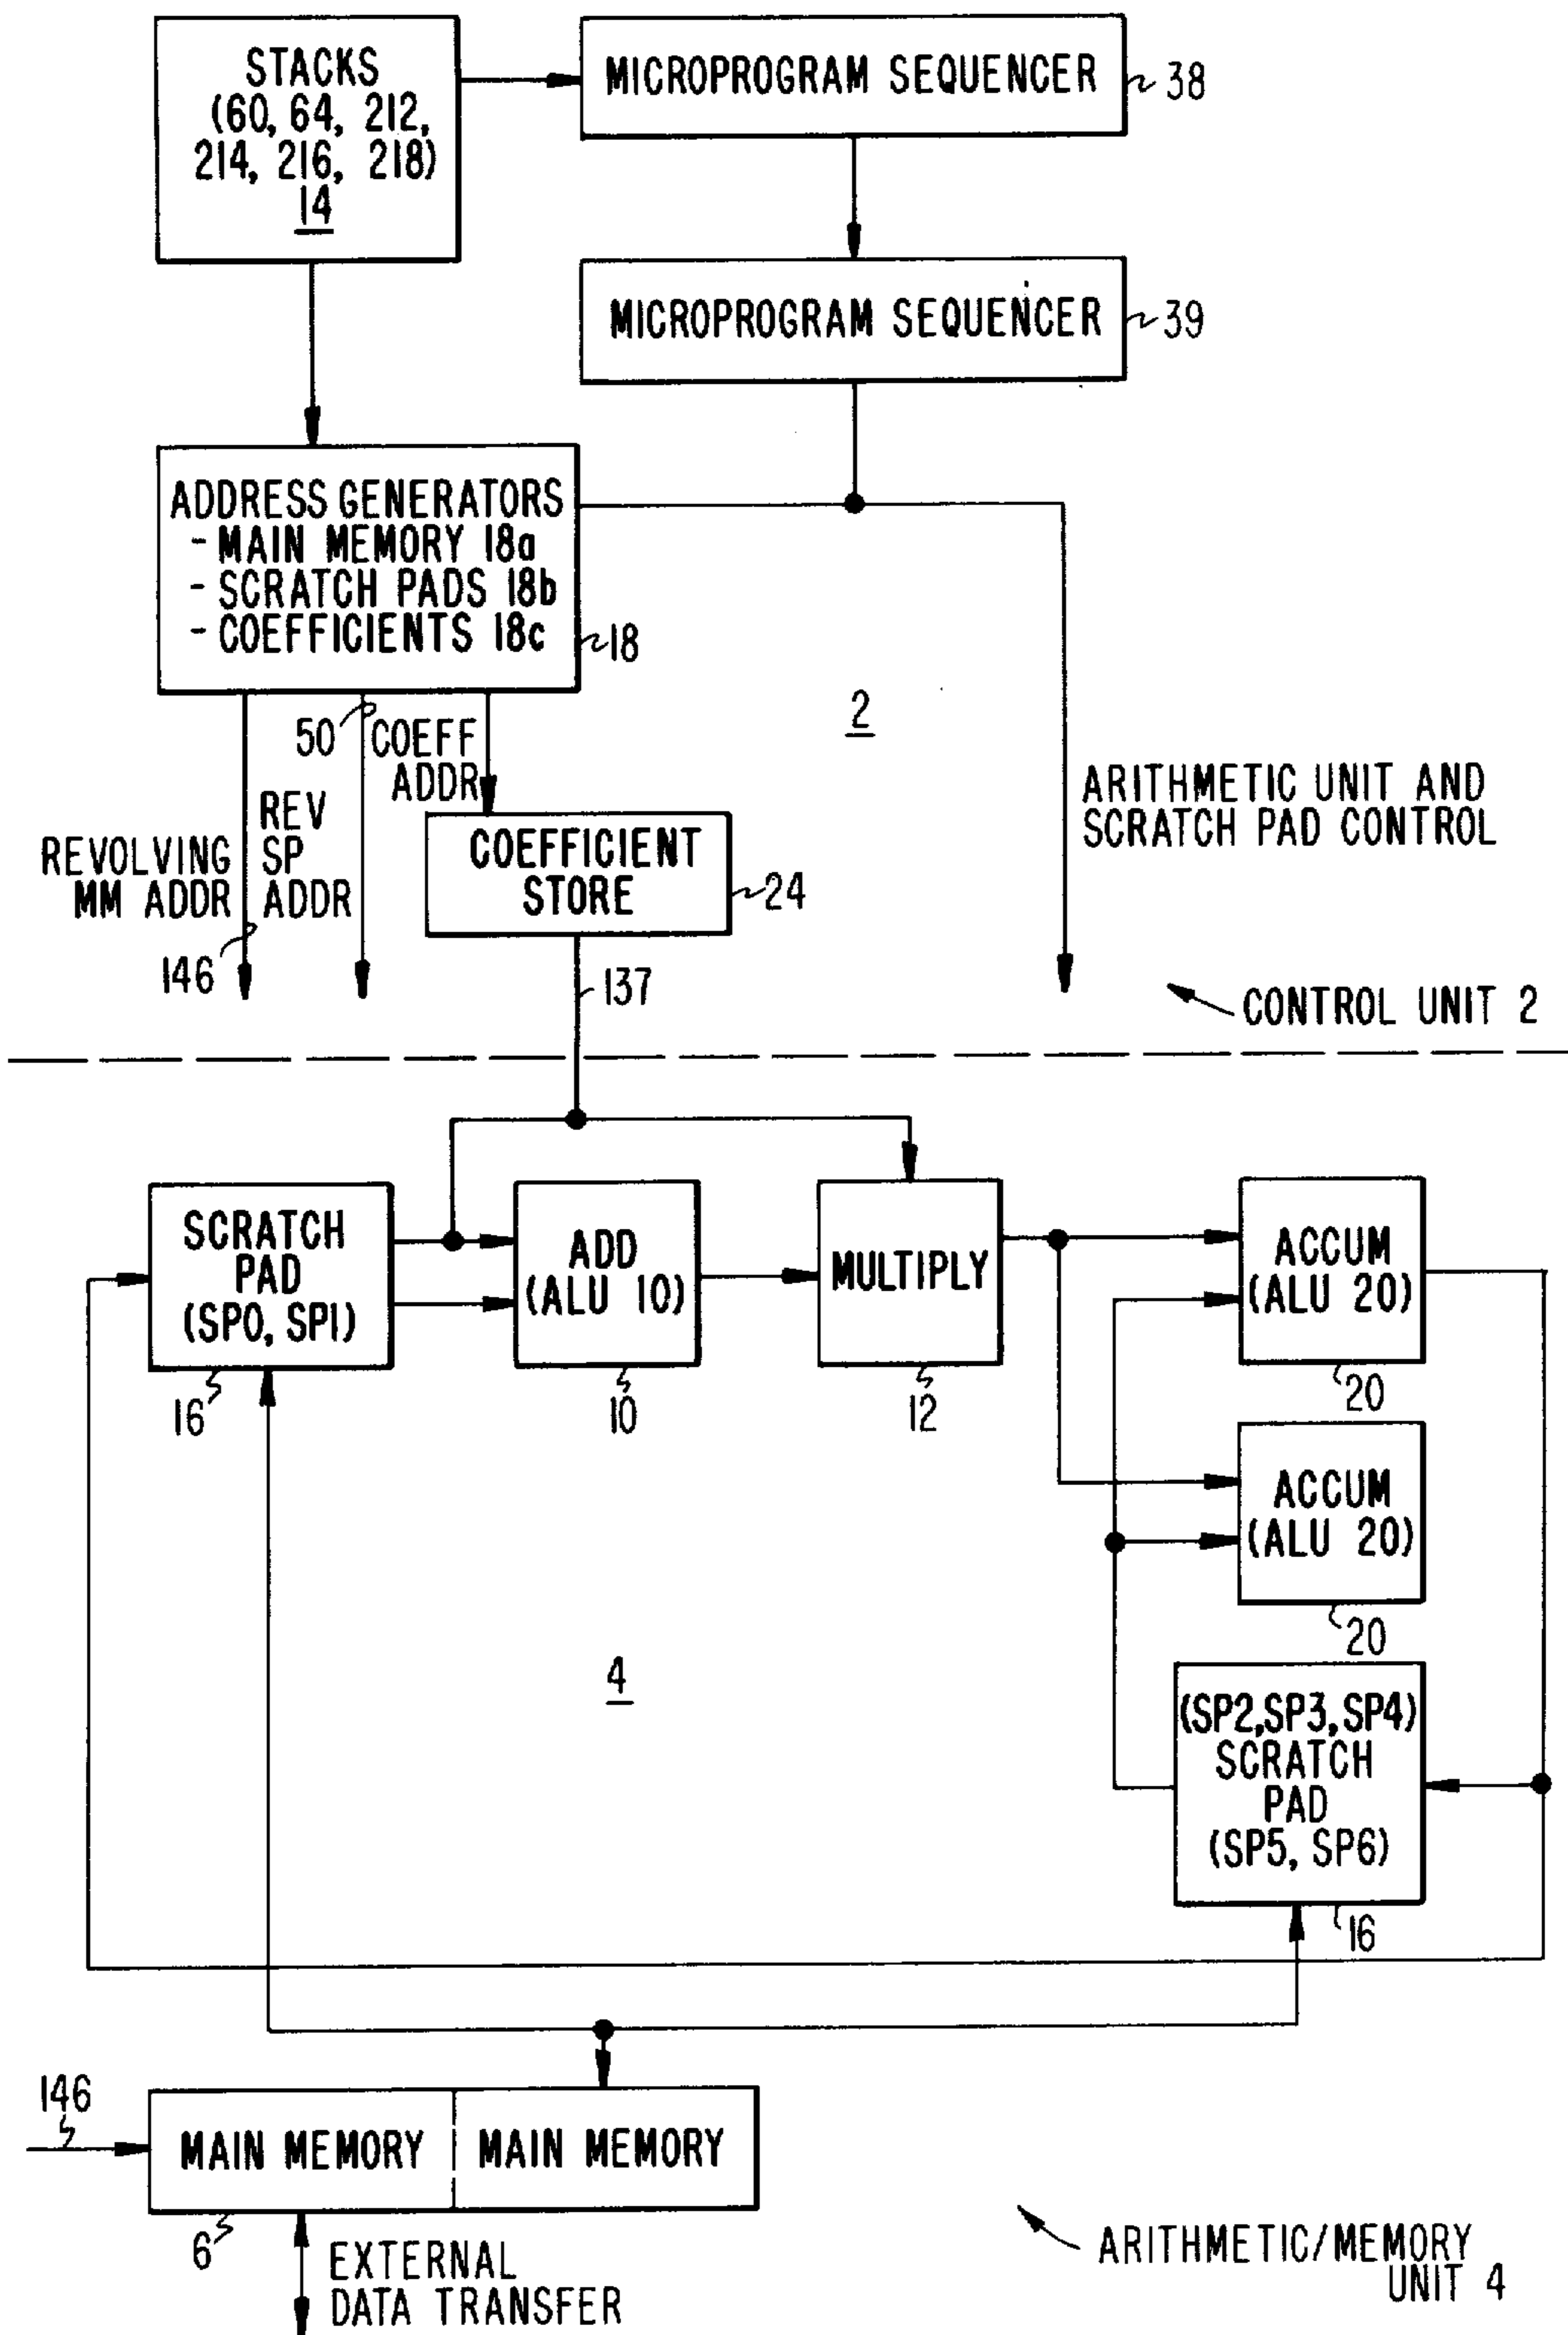 STACKS
(60, 64, 212,
214, 216, 218)
14
MICROPROGRAM SEQUENCER
38
MICROPROGRAM SEQUENCER
39
ADDRESS GENERATORS
- MAIN MEMORY 18a
- SCRATCH PADS 18b
- COEFFICIENTS 18c
18
50
COEFF
ADDR
2
REVOLVING
MM ADDR
REV
SP
ADDR
146
COEFFICIENT
STORE
24
137
ARITHMETIC UNIT AND
SCRATCH PAD CONTROL
CONTROL UNIT 2
SCRATCH
PAD
(SP0, SP1)
16
ADD
(ALU 10)
10
MULTIPLY
12
ACCUM
(ALU 20)
20
ACCUM
(ALU 20)
20
4
(SP2,SP3,SP4)
SCRATCH
PAD
(SP5, SP6)
16
146
MAIN MEMORY
MAIN MEMORY
6
EXTERNAL
DATA TRANSFER
ARITHMETIC/MEMORY
UNIT 4